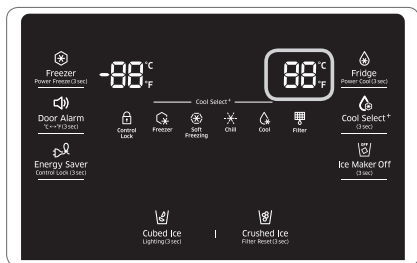 Freezer
Power Freezer (3 sec)
-88 °C °F
88 °C °F
Fridge
Power Cool (3 sec)
Door Alarm
°C↔°F(3 sec)
Cool Select+
Control Lock
Freezer
Soft Freezing
Chill
Cool
Filter
Cool Select+
(3 sec)
Energy Saver
Control Lock (3 sec)
OFF
Ice Maker Off
(3 sec)
Cubed Ice
Lighting(3 sec)
Crushed Ice
Filter Reset(3 sec)